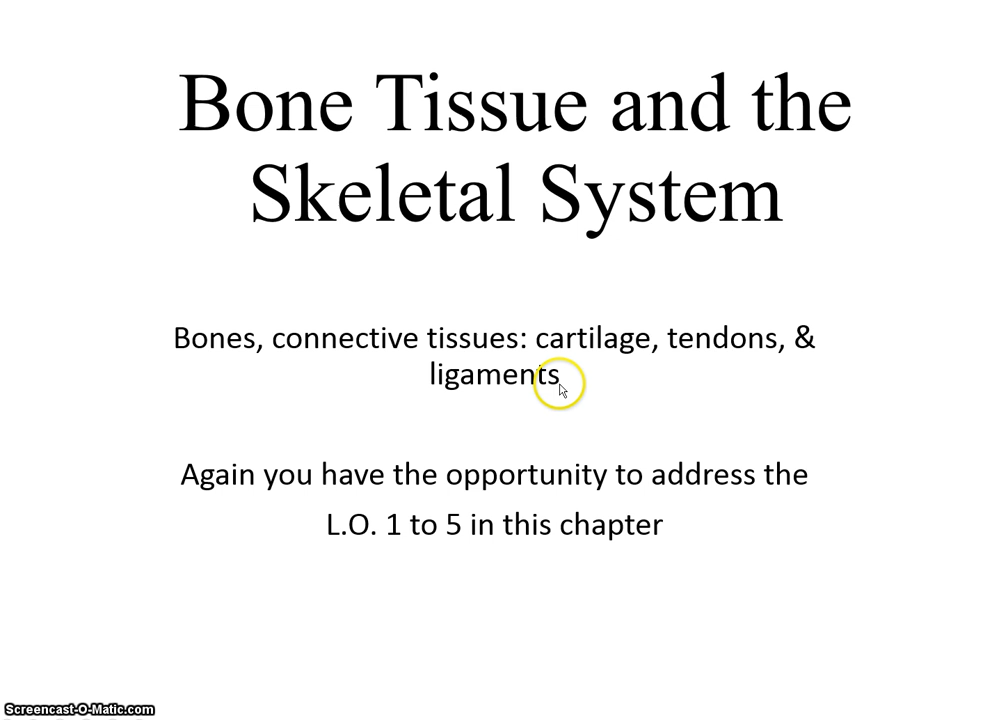 Bone Tissue and the
Skeletal System
Bones, connective tissues: cartilage, tendons, &
ligaments
Again you have the opportunity to address the
L.O. 1 to 5 in this chapter
Screencast-O-Matic.com